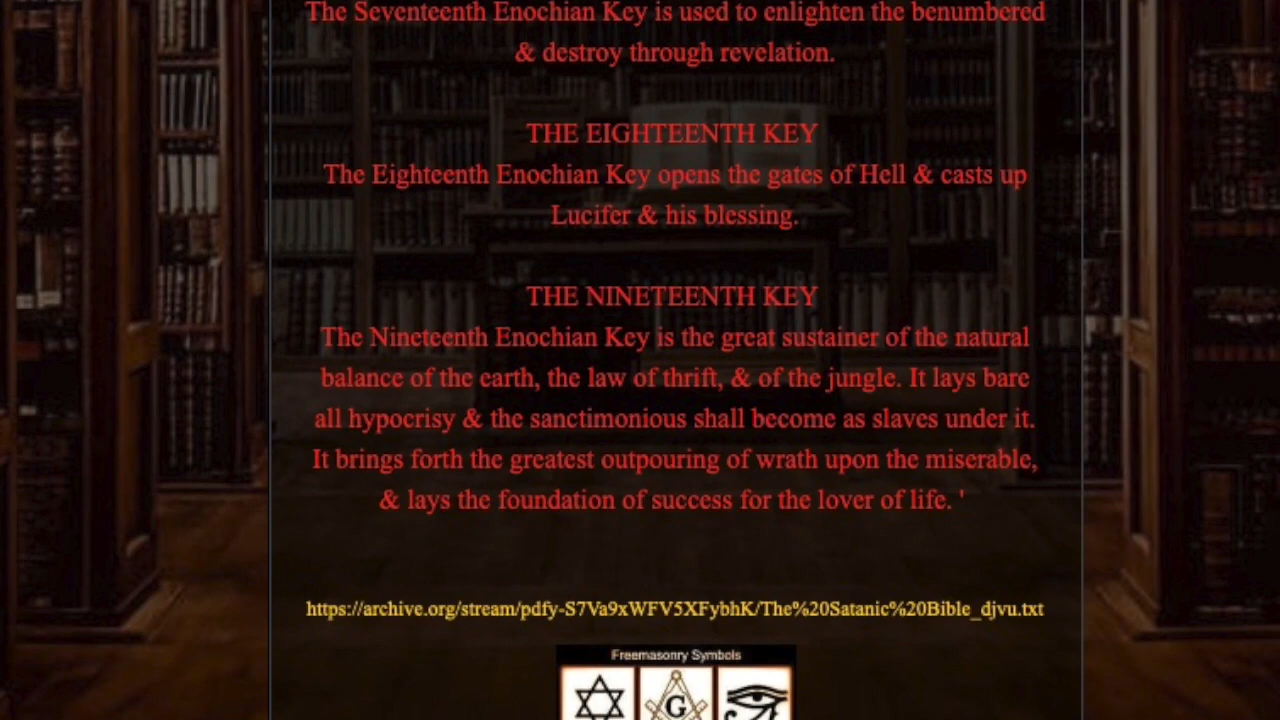 The Seventeenth Enochian Key is used to enlighten the benumbered
& destroy through revelation.
THE EIGHTEENTH KEY
The Eighteenth Enochian Key opens the gates of Hell & casts up
Lucifer & his blessing.
THE NINETEENTH KEY
The Nineteenth Enochian Key is the great sustainer of the natural
balance of the earth, the law of thrift, & of the jungle. It lays bare
all hypocrisy & the sanctimonious shall become as slaves under it.
It brings forth the greatest outpouring of wrath upon the miserable,
& lays the foundation of success for the lover of life. '
https://archive.org/stream/pdfy-S7Va9xWFV5XFybhK/The%20Satanic%20Bible_djvu.txt
Freemasonry Symbols
G